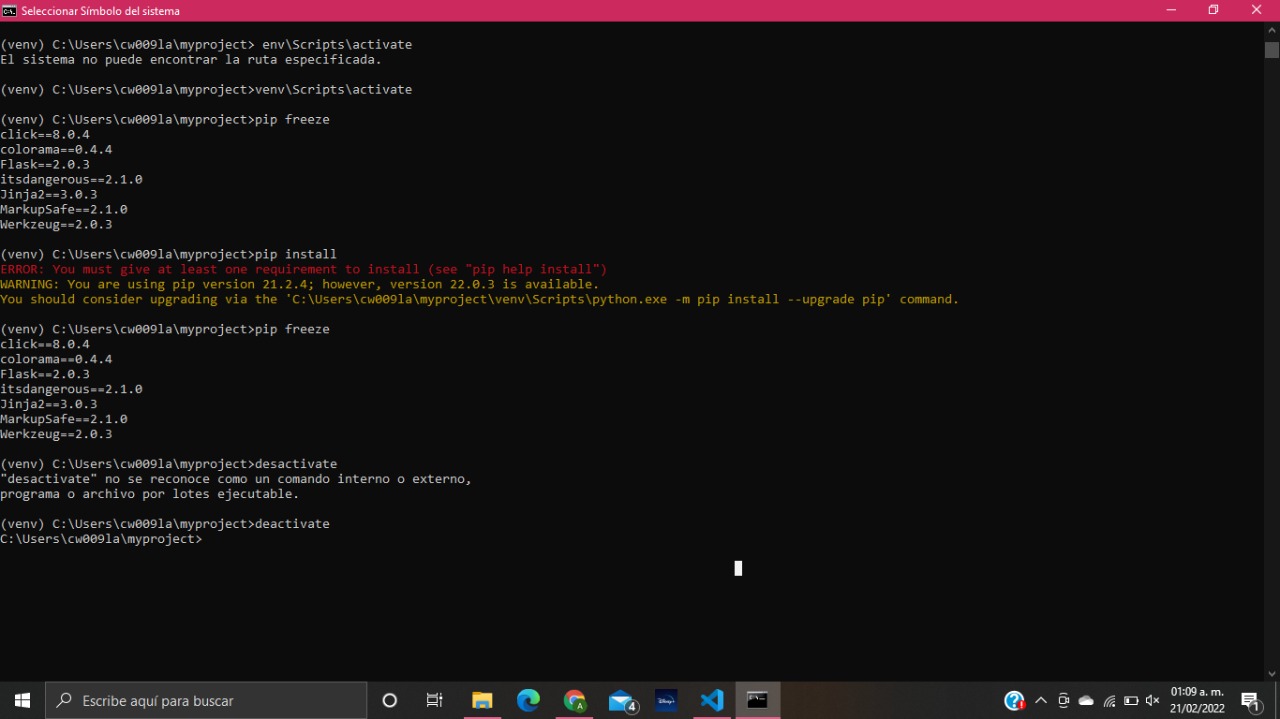 Seleccionar Símbolo del sistema
(venv) C:\Users\cw009la\myproject> env\Scripts\activate
El sistema no puede encontrar la ruta especificada.
(venv) C:\Users\cw009la\myproject>venv\Scripts\activate
(venv) C:\Users\cw009la\myproject>pip freeze
click==8.0.4
colorama==0.4.4
Flask==2.0.3
itsdangerous==2.1.0
Jinja2==3.0.3
MarkupSafe==2.1.0
Werkzeug==2.0.3
(venv) C:\Users\cw009la\myproject>pip install
ERROR: You must give at least one requirement to install (see "pip help install")
WARNING: You are using pip version 21.2.4; however, version 22.0.3 is available.
You should consider upgrading via the 'C:\Users\cw009la\myproject\venv\Scripts\python.exe -m pip install --upgrade pip' command.
(venv) C:\Users\cw009la\myproject>pip freeze
click==8.0.4
colorama==0.4.4
Flask==2.0.3
itsdangerous==2.1.0
Jinja2==3.0.3
MarkupSafe==2.1.0
Werkzeug==2.0.3
(venv) C:\Users\cw009la\myproject>desactivate
"desactivate" no se reconoce como un comando interno o externo,
programa o archivo por lotes ejecutable.
(venv) C:\Users\cw009la\myproject>deactivate
C:\Users\cw009la\myproject>
Escribe aquí para buscar
A
4
Disney+
01:09 a. m.
21/02/2022
1